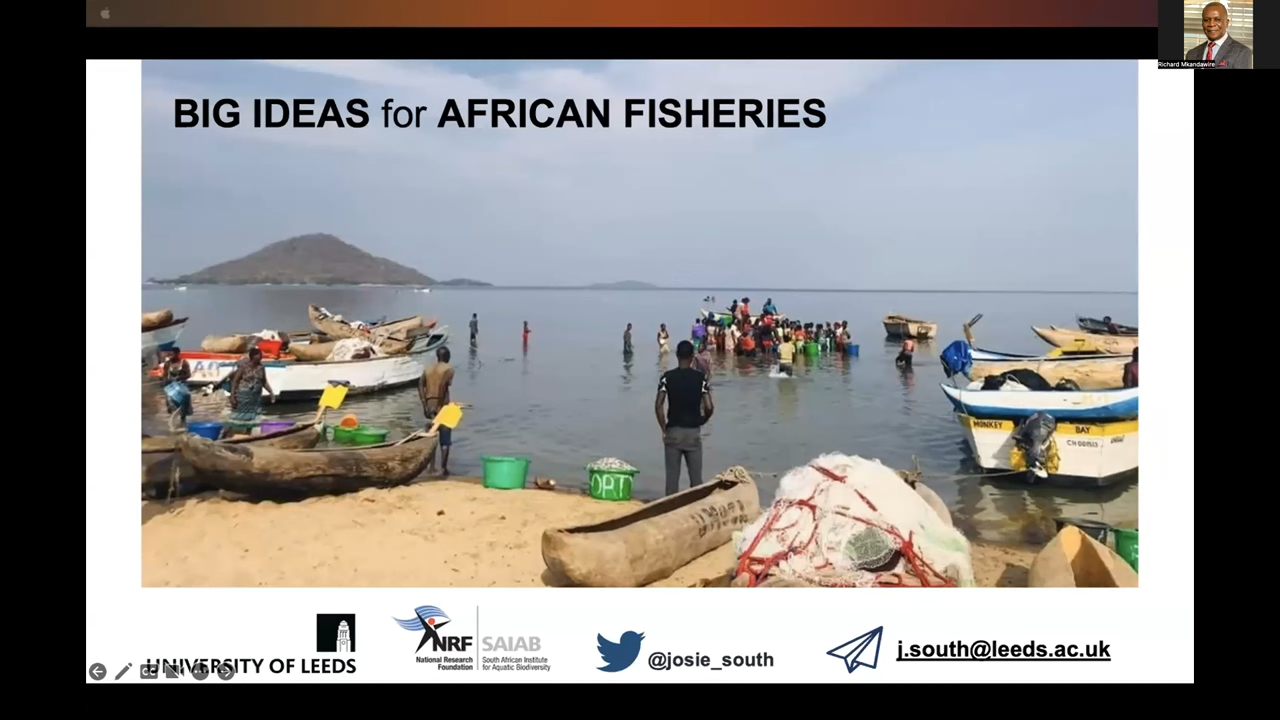 Richard Mkandawire
BIG IDEAS for AFRICAN FISHERIES
MONKEY BAY
ORT
UNIVERSITY OF LEEDS
NRF
National Research
Foundation
SAIAB
South African Institute
for Aquatic Biodiversity
@josie_south
j.south@leeds.ac.uk